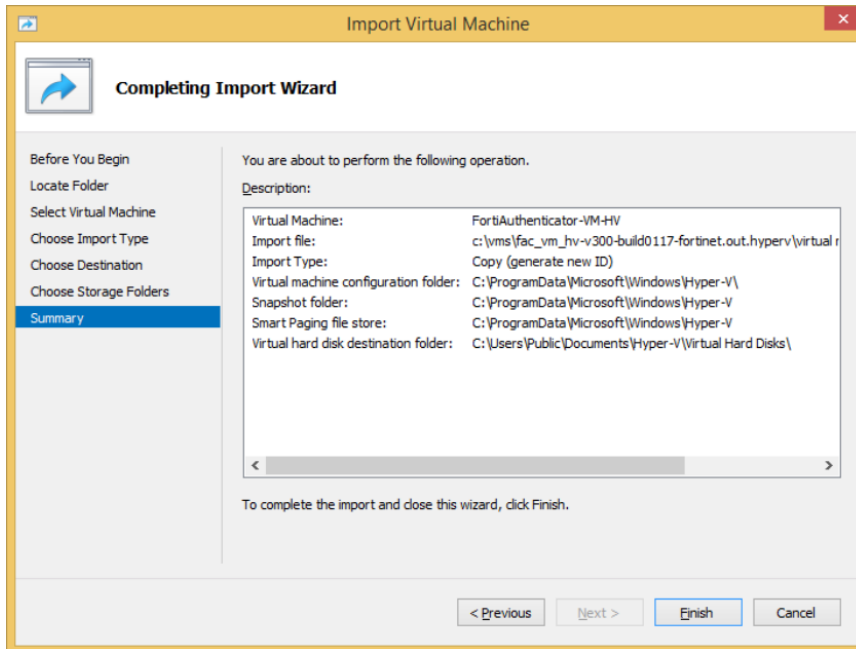 Import Virtual Machine
Completing Import Wizard
Before You Begin
Locate Folder
Select Virtual Machine
Choose Import Type
Choose Destination
Choose Storage Folders
Summary
You are about to perform the following operation.
Description:
Virtual Machine: FortiAuthenticator-VM-HV
Import file: c:\vms\fac_vm_hv-v300-build0117-fortinet.out.hyperv\virtual
Import Type: Copy (generate new ID)
Virtual machine configuration folder: C:\ProgramData\Microsoft\Windows\Hyper-V\
Snapshot folder: C:\ProgramData\Microsoft\Windows\Hyper-V
Smart Paging file store: C:\ProgramData\Microsoft\Windows\Hyper-V
Virtual hard disk destination folder: C:\Users\Public\Documents\Hyper-V\Virtual Hard Disks\
To complete the import and close this wizard, click Finish.
< Previous Next > Finish Cancel